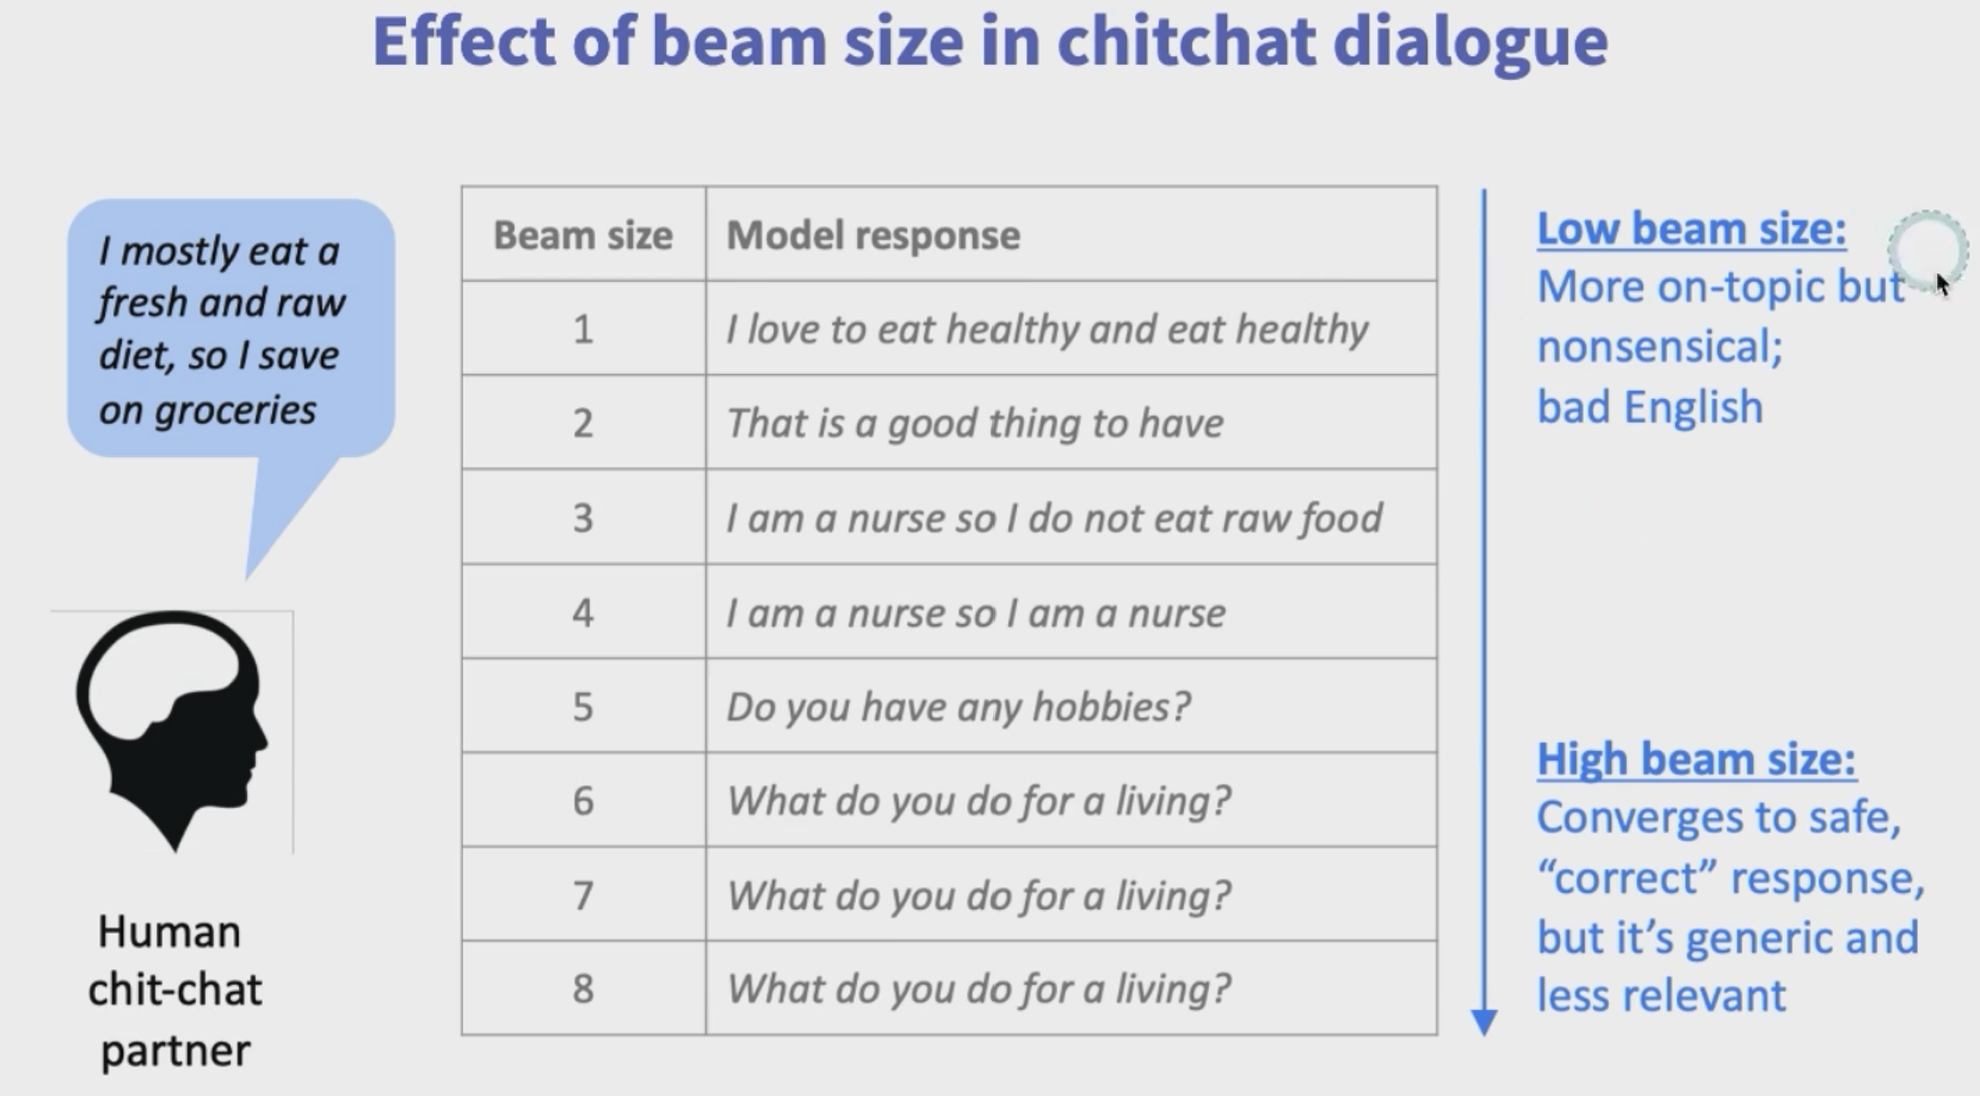 Effect of beam size in chitchat dialogue
I mostly eat a
fresh and raw
diet, so I save
on groceries
Human
chit-chat
partner
Beam size Model response
1 I love to eat healthy and eat healthy
2 That is a good thing to have
3 I am a nurse so I do not eat raw food
4 I am a nurse so I am a nurse
5 Do you have any hobbies?
6 What do you do for a living?
7 What do you do for a living?
8 What do you do for a living?
Low beam size:
More on-topic but
nonsensical;
bad English
High beam size:
Converges to safe,
“correct” response,
but it’s generic and
less relevant